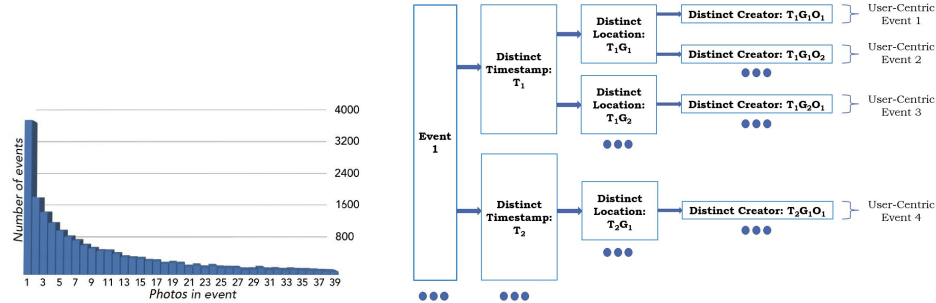 4000
3200
2400
1600
800
Number of events
1 3 5 7 9 11 13 15 17 19 21 23 25 27 29 31 33 35 37 39
Photos in event
Event
1
Distinct
Timestamp:
T₁
Distinct
Location:
T₁G₁
Distinct Creator: T₁G₁O₁
User-Centric
Event 1
Distinct Creator: T₁G₁O₂
User-Centric
Event 2
Distinct
Location:
T₁G₂
Distinct Creator: T₁G₂O₁
User-Centric
Event 3
Distinct
Timestamp:
T₂
Distinct
Location:
T₂G₁
Distinct Creator: T₂G₁O₁
User-Centric
Event 4